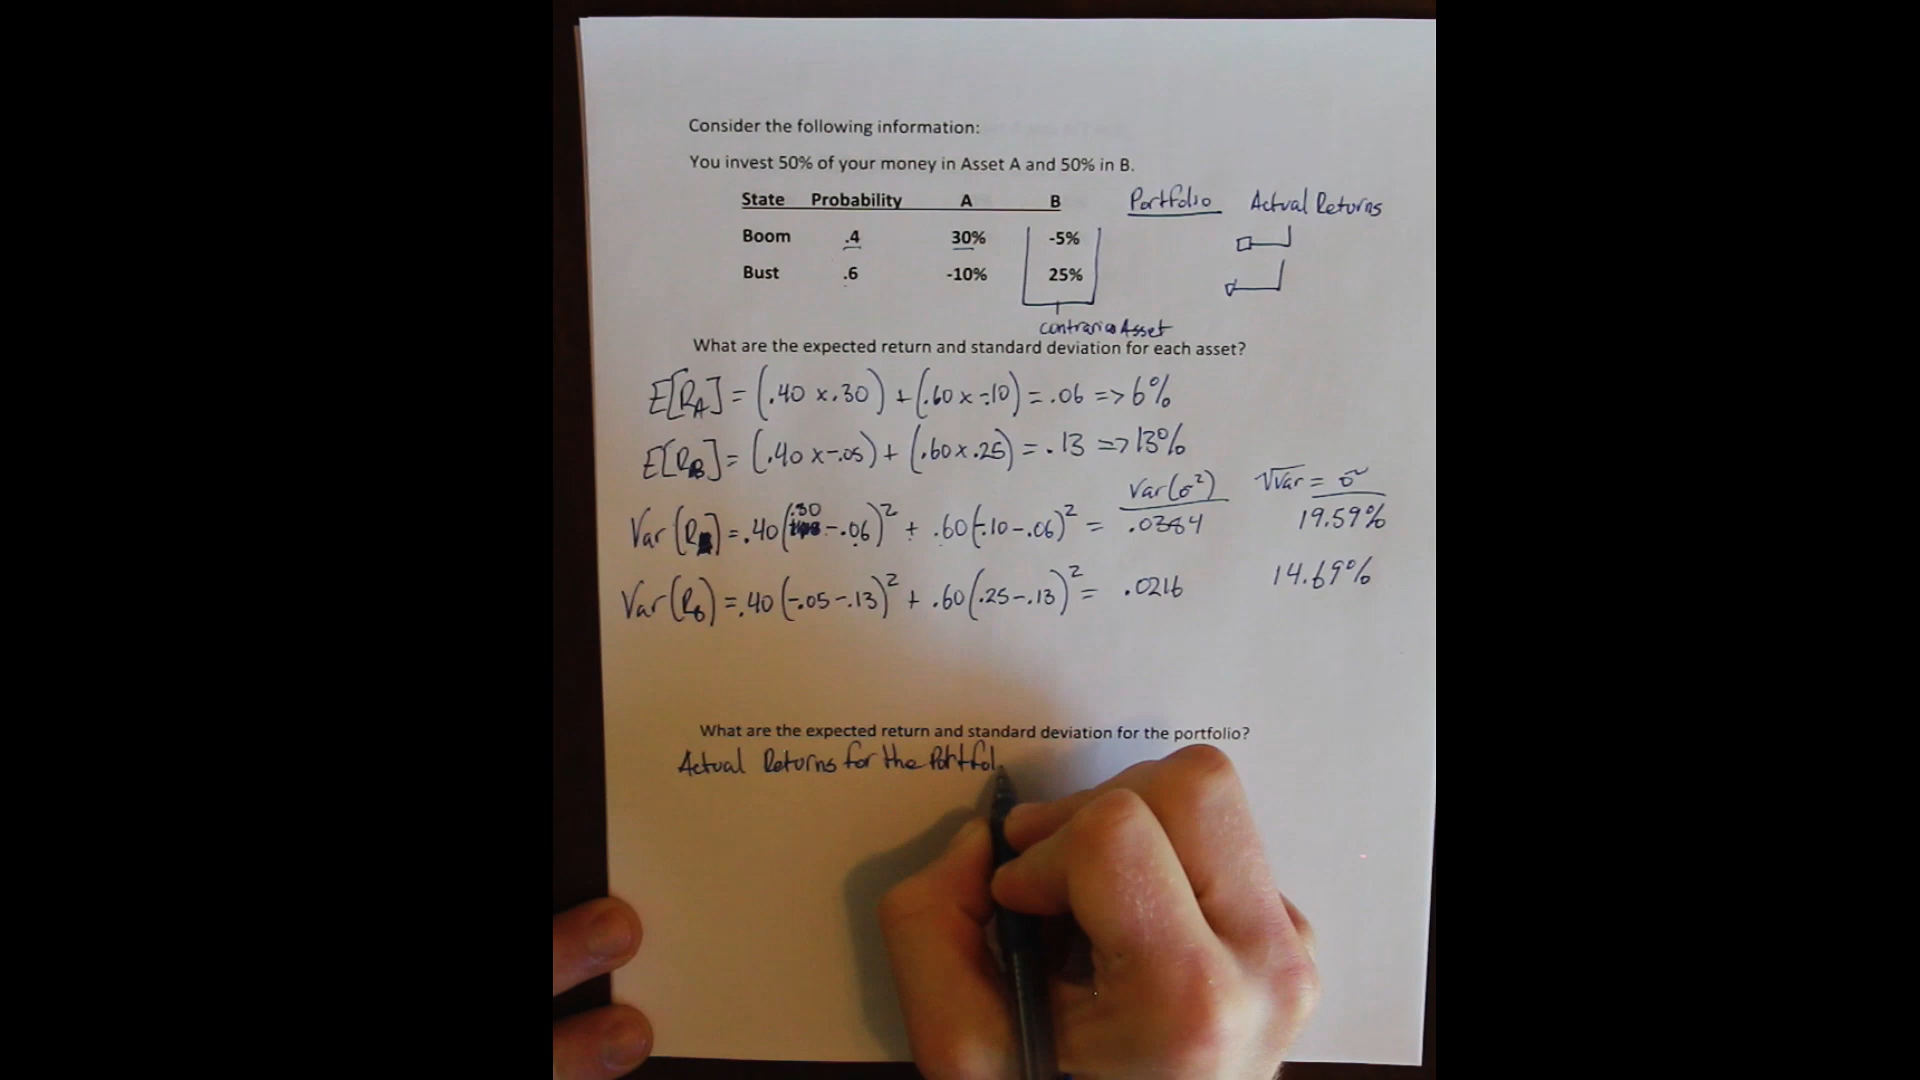 Consider the following information:
You invest 50% of your money in Asset A and 50% in B.
State Probability A B Portfolio Actual Returns
Boom .4 30% -5%
Bust .6 -10% 25%
Asset
What are the expected return and standard deviation for each asset?
E[R_A] = (.40 x .30) + (.60 x -.10) = .06 => 6%
E[R_B] = (.40 x -.05) + (.60 x .25) = .13 => 13%
Var(σ²) √Var = σ
Var(R ) = .40(.30 - .06)² + .60(-.10 - .06)² = .0384 19.59%
Var(R_B) = .40(-.05 - .13)² + .60(.25 - .13)² = .0216 14.69%
What are the expected return and standard deviation for the portfolio?
Actual Returns for the Portfol